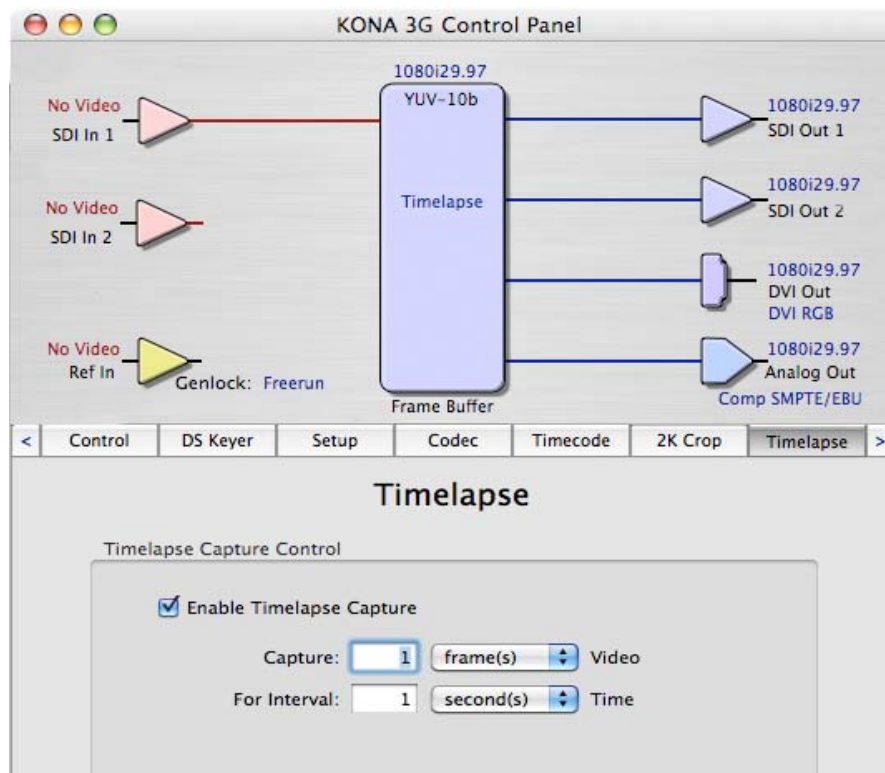 KONA 3G Control Panel
1080i29.97
YUV-10b
No Video
SDI In 1
1080i29.97
SDI Out 1
Timelapse
No Video
SDI In 2
1080i29.97
SDI Out 2
1080i29.97
DVI Out
DVI RGB
No Video
Ref In
Genlock: Freerun
1080i29.97
Analog Out
Comp SMPTE/EBU
Frame Buffer
< Control DS Keyer Setup Codec Timecode 2K Crop Timelapse >
Timelapse
Timelapse Capture Control
Enable Timelapse Capture
Capture: 1 frame(s) Video
For Interval: 1 second(s) Time